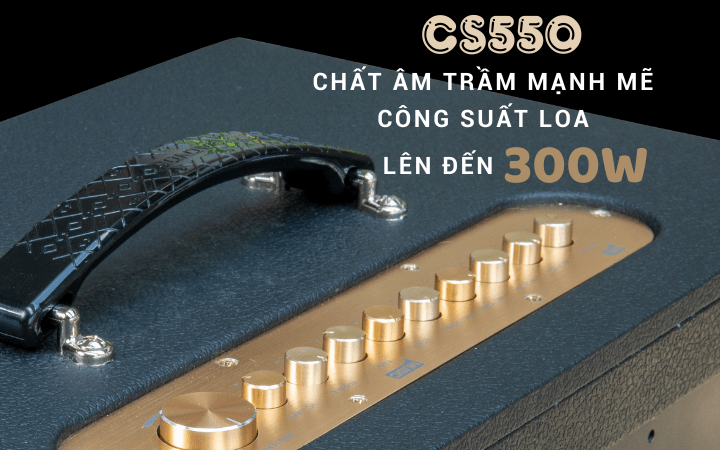 CS550
CHẤT ÂM TRẦM MẠNH MẼ
CÔNG SUẤT LOA
LÊN ĐẾN 300W